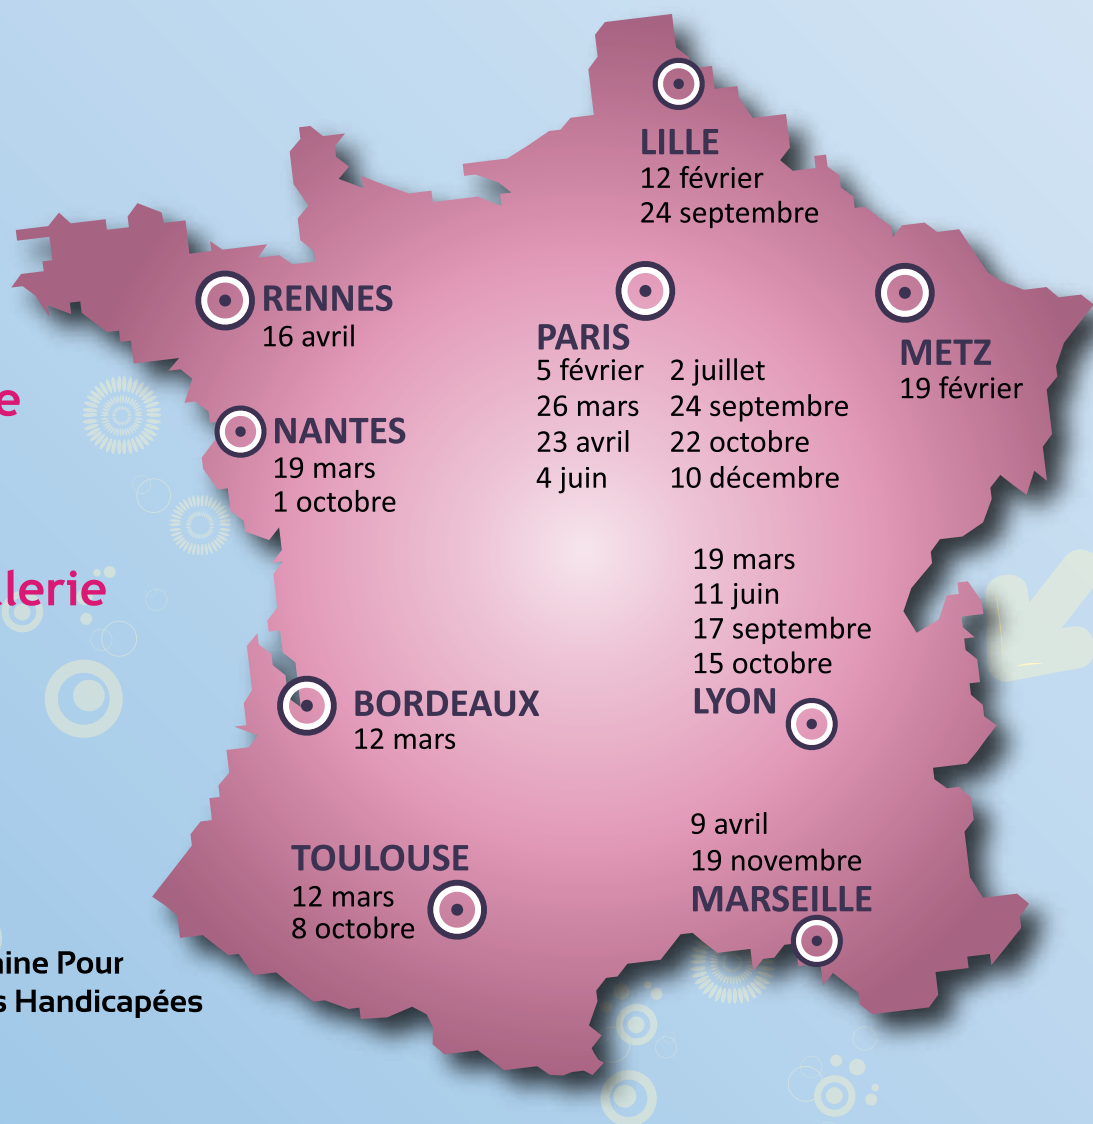 LILLE
12 février
24 septembre
RENNES
16 avril
PARIS
5 février 2 juillet
26 mars 24 septembre
23 avril 22 octobre
4 juin 10 décembre
METZ
19 février
e
NANTES
19 mars
1 octobre
19 mars
11 juin
17 septembre
15 octobre
LYON
llerie
BORDEAUX
12 mars
9 avril
19 novembre
MARSEILLE
TOULOUSE
12 mars
8 octobre
aine Pour
s Handicapées